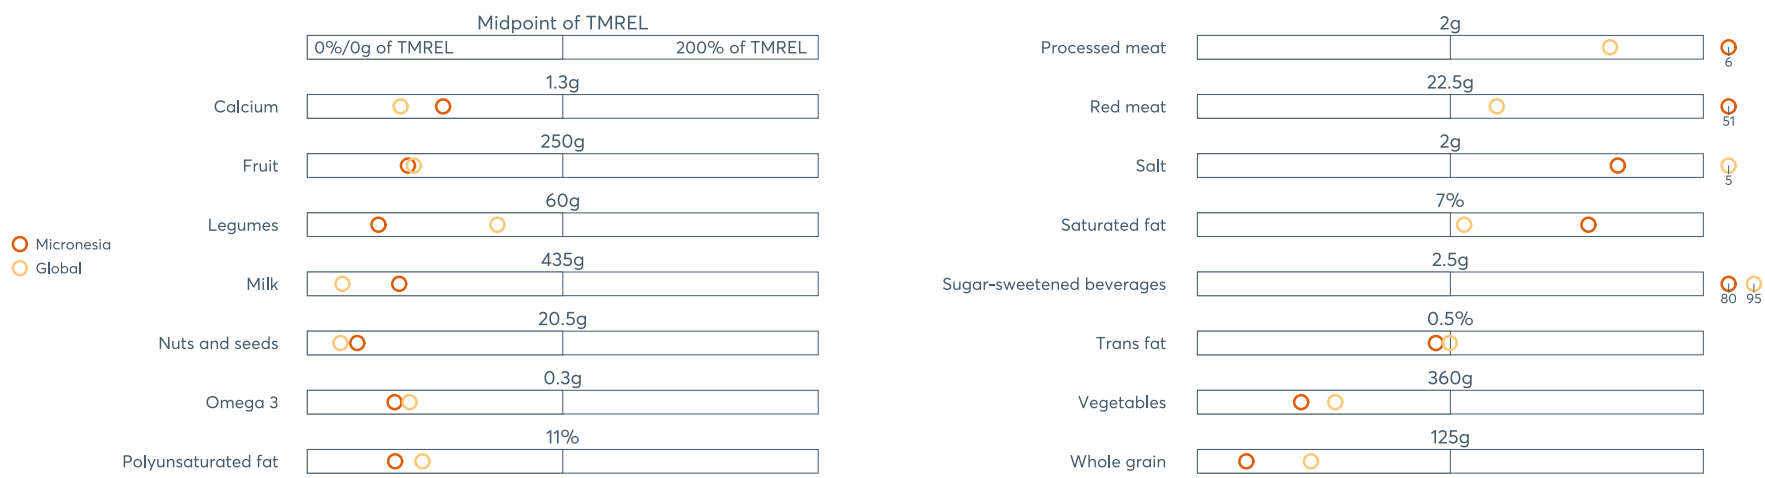 Midpoint of TMREL
0%/0g of TMREL 200% of TMREL
1.3g
Calcium
250g
Fruit
60g
Legumes
Micronesia
Global
435g
Milk
20.5g
Nuts and seeds
0.3g
Omega 3
11%
Polyunsaturated fat
2g
Processed meat
6
22.5g
Red meat
51
2g
Salt
5
7%
Saturated fat
2.5g
Sugar-sweetened beverages
80 95
0.5%
Trans fat
360g
Vegetables
125g
Whole grain